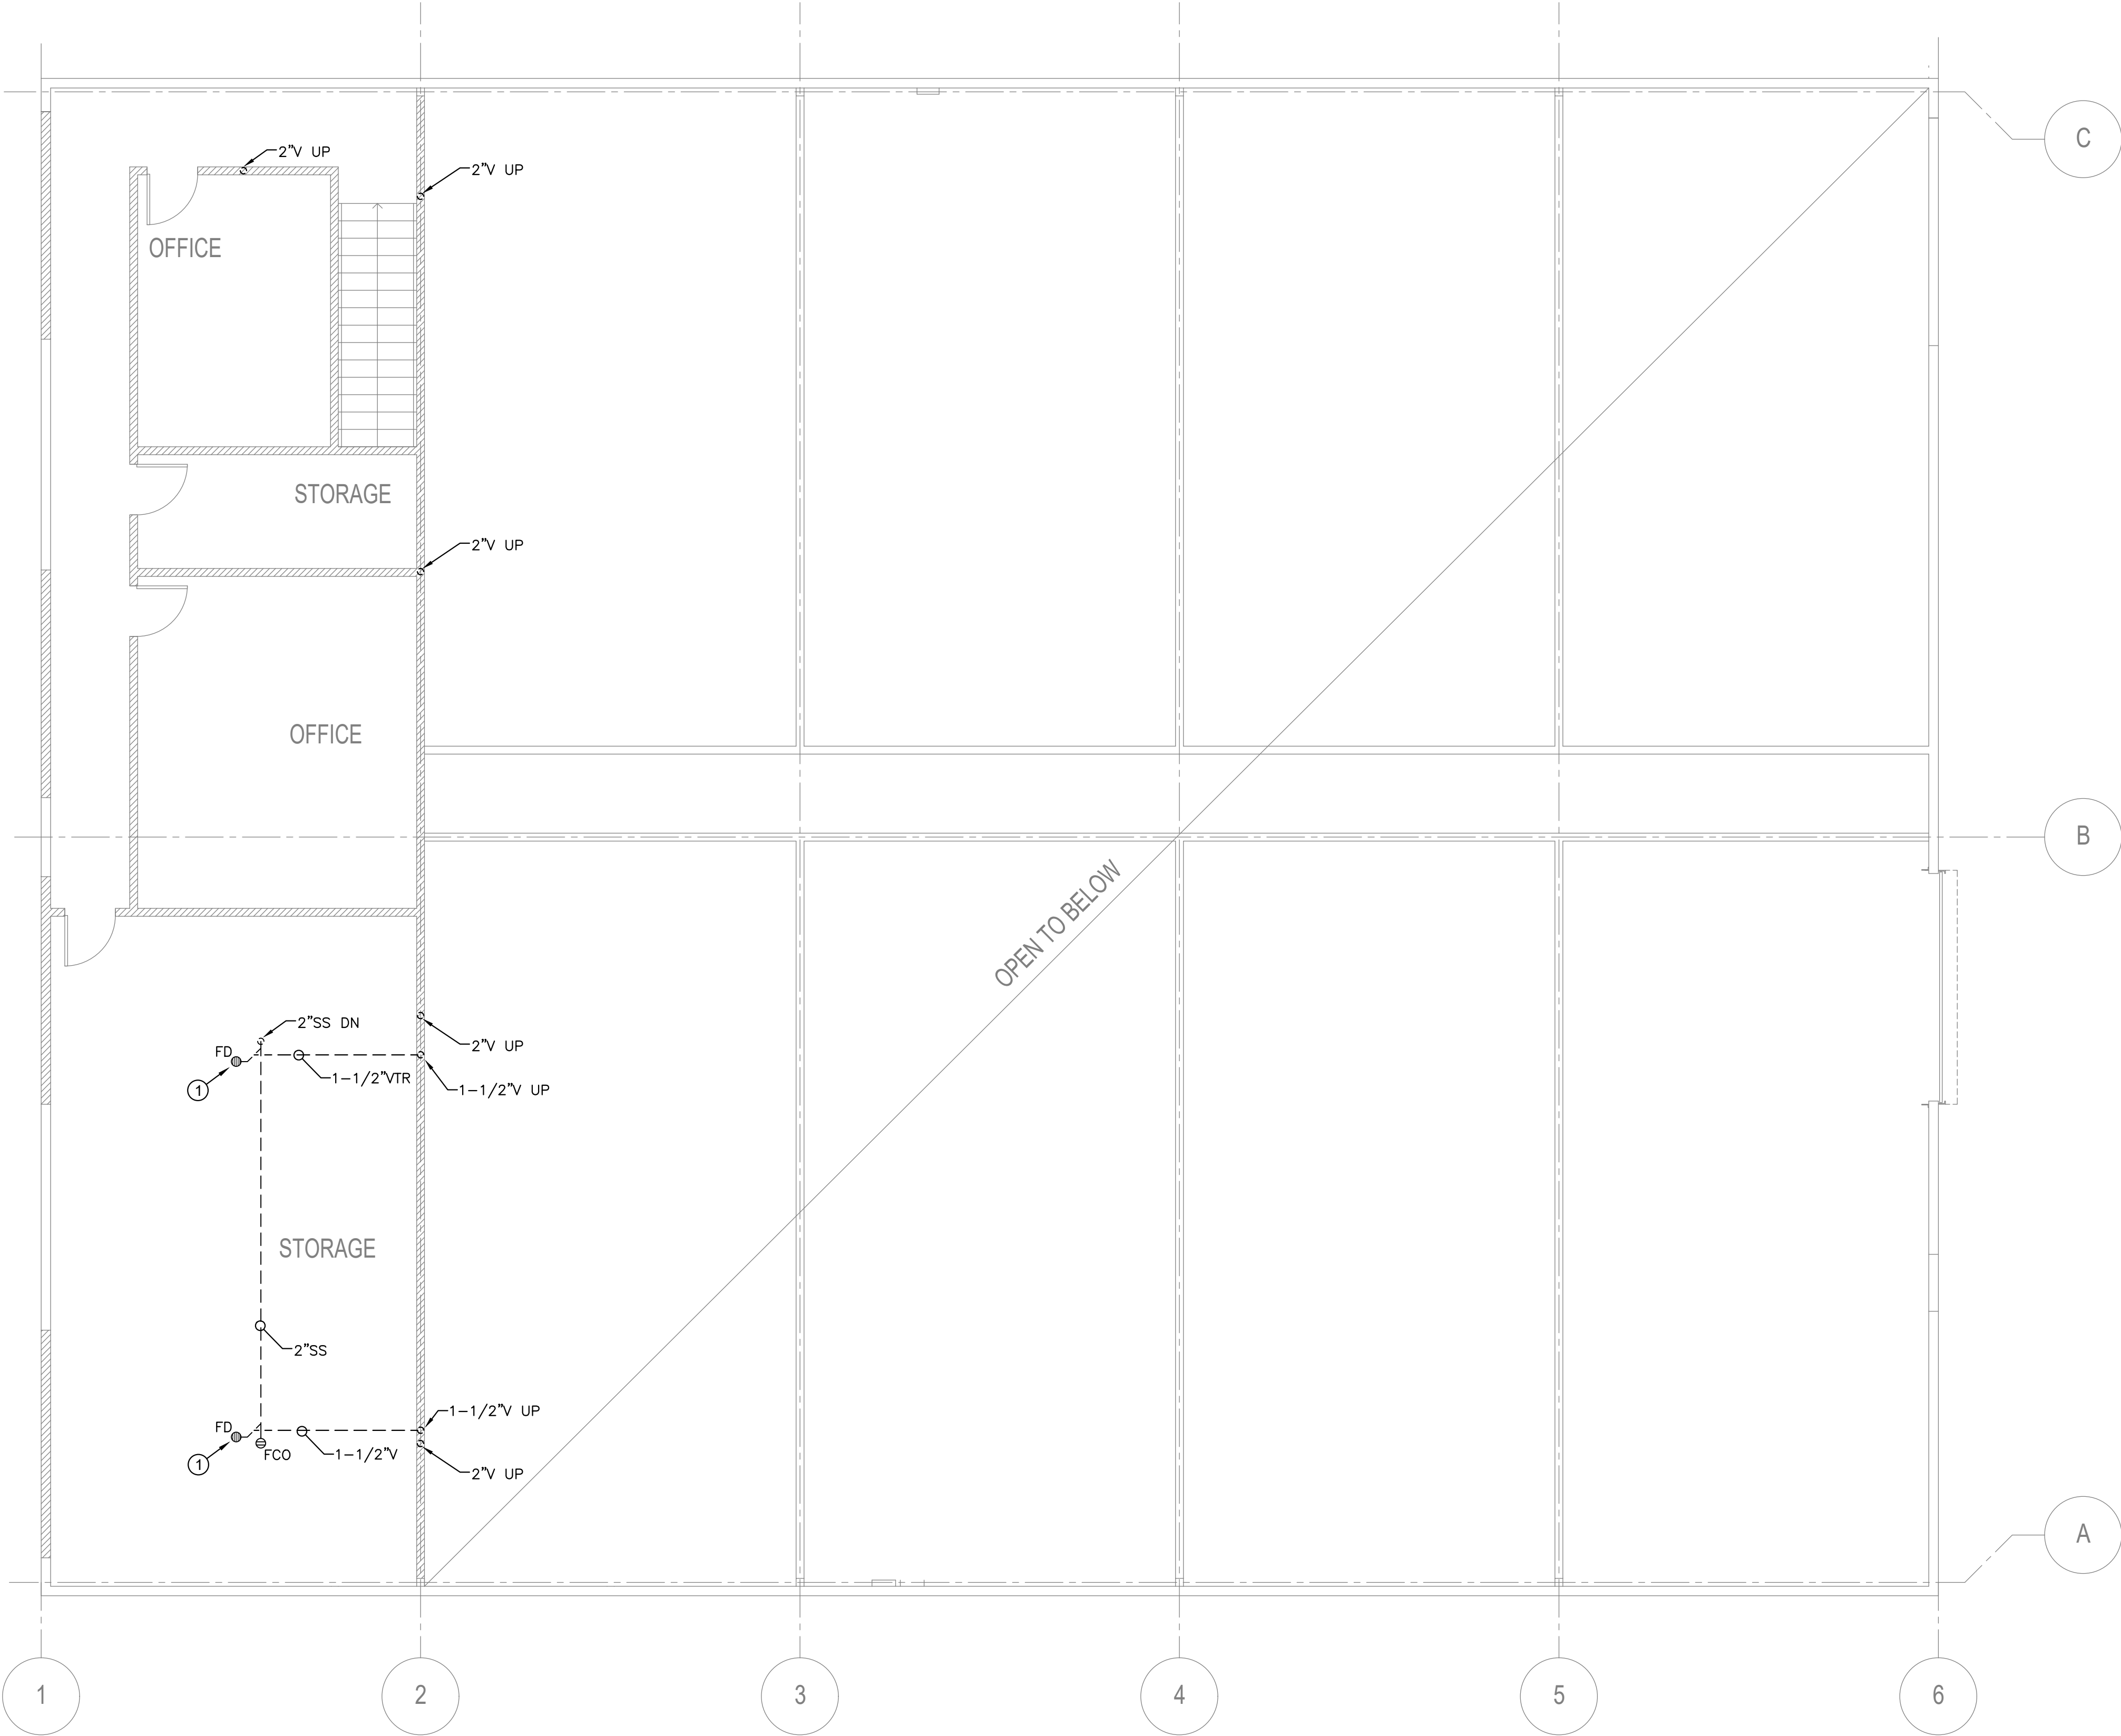 C
2"V UP
2"V UP
OFFICE
STORAGE
2"V UP
OFFICE
B
OPEN TO BELOW
2"SS DN
FD
2"V UP
1-1/2"VTR
1
1-1/2"V UP
STORAGE
2"SS
1-1/2"V UP
FD
FCO
1-1/2"V
1
2"V UP
A
1
2
3
4
5
6